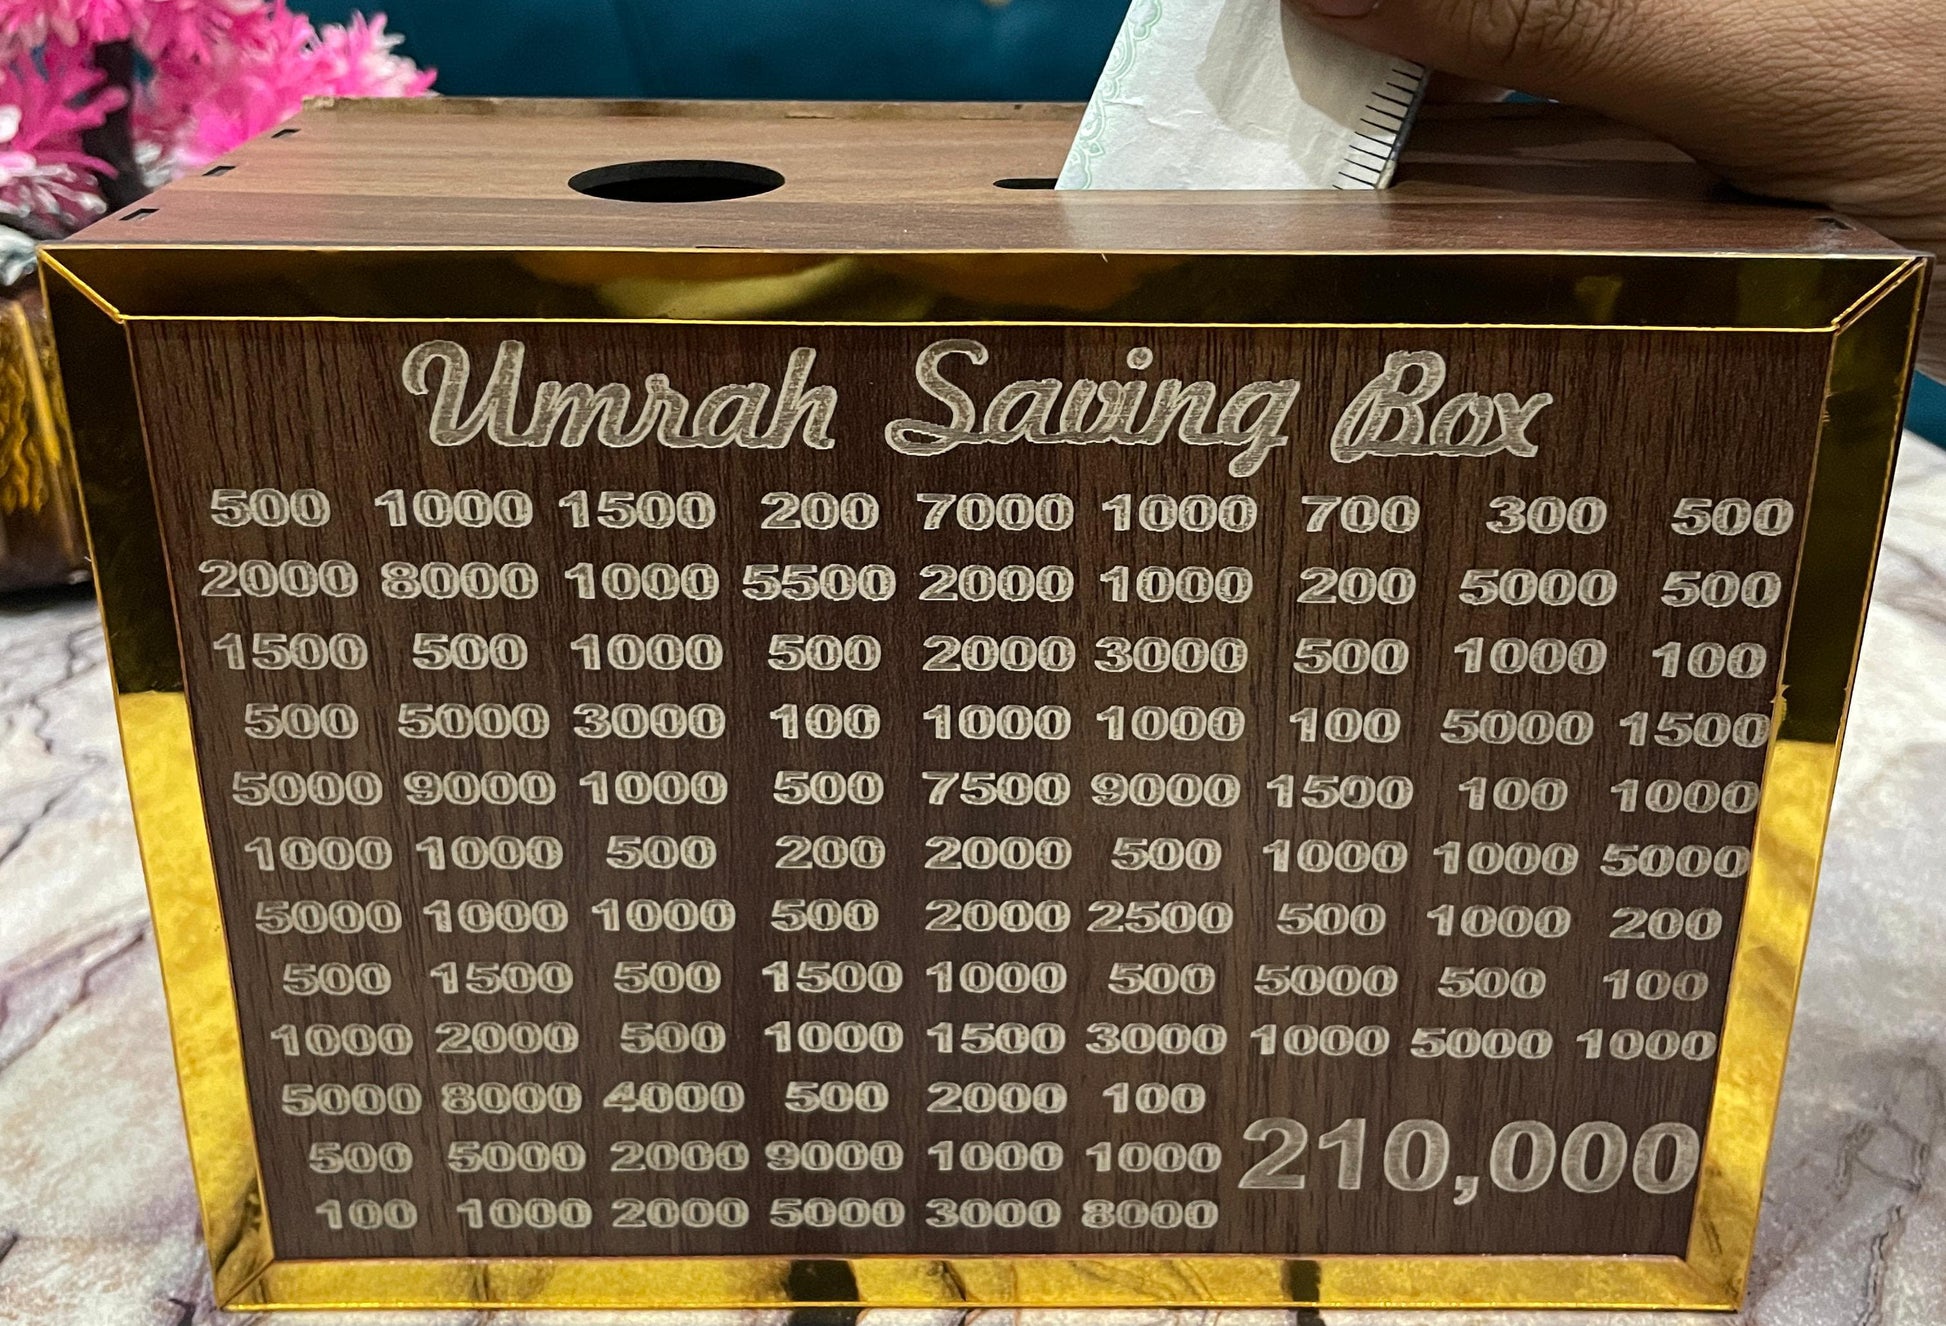 Umrah Saving Box
500 1000 1500 200 7000 1000 700 300 500
2000 8000 1000 5500 2000 1000 200 5000 500
1500 500 1000 500 2000 3000 500 1000 100
500 5000 3000 100 1000 1000 100 5000 1500
5000 9000 1000 500 7500 9000 1500 100 1000
1000 1000 500 200 2000 500 1000 1000 5000
5000 1000 1000 500 2000 2500 500 1000 200
500 1500 500 1500 1000 500 5000 500 100
1000 2000 500 1000 1500 3000 1000 5000 1000
5000 8000 4000 500 2000 100
500 5000 2000 9000 1000 1000
210,000
100 1000 2000 5000 3000 8000